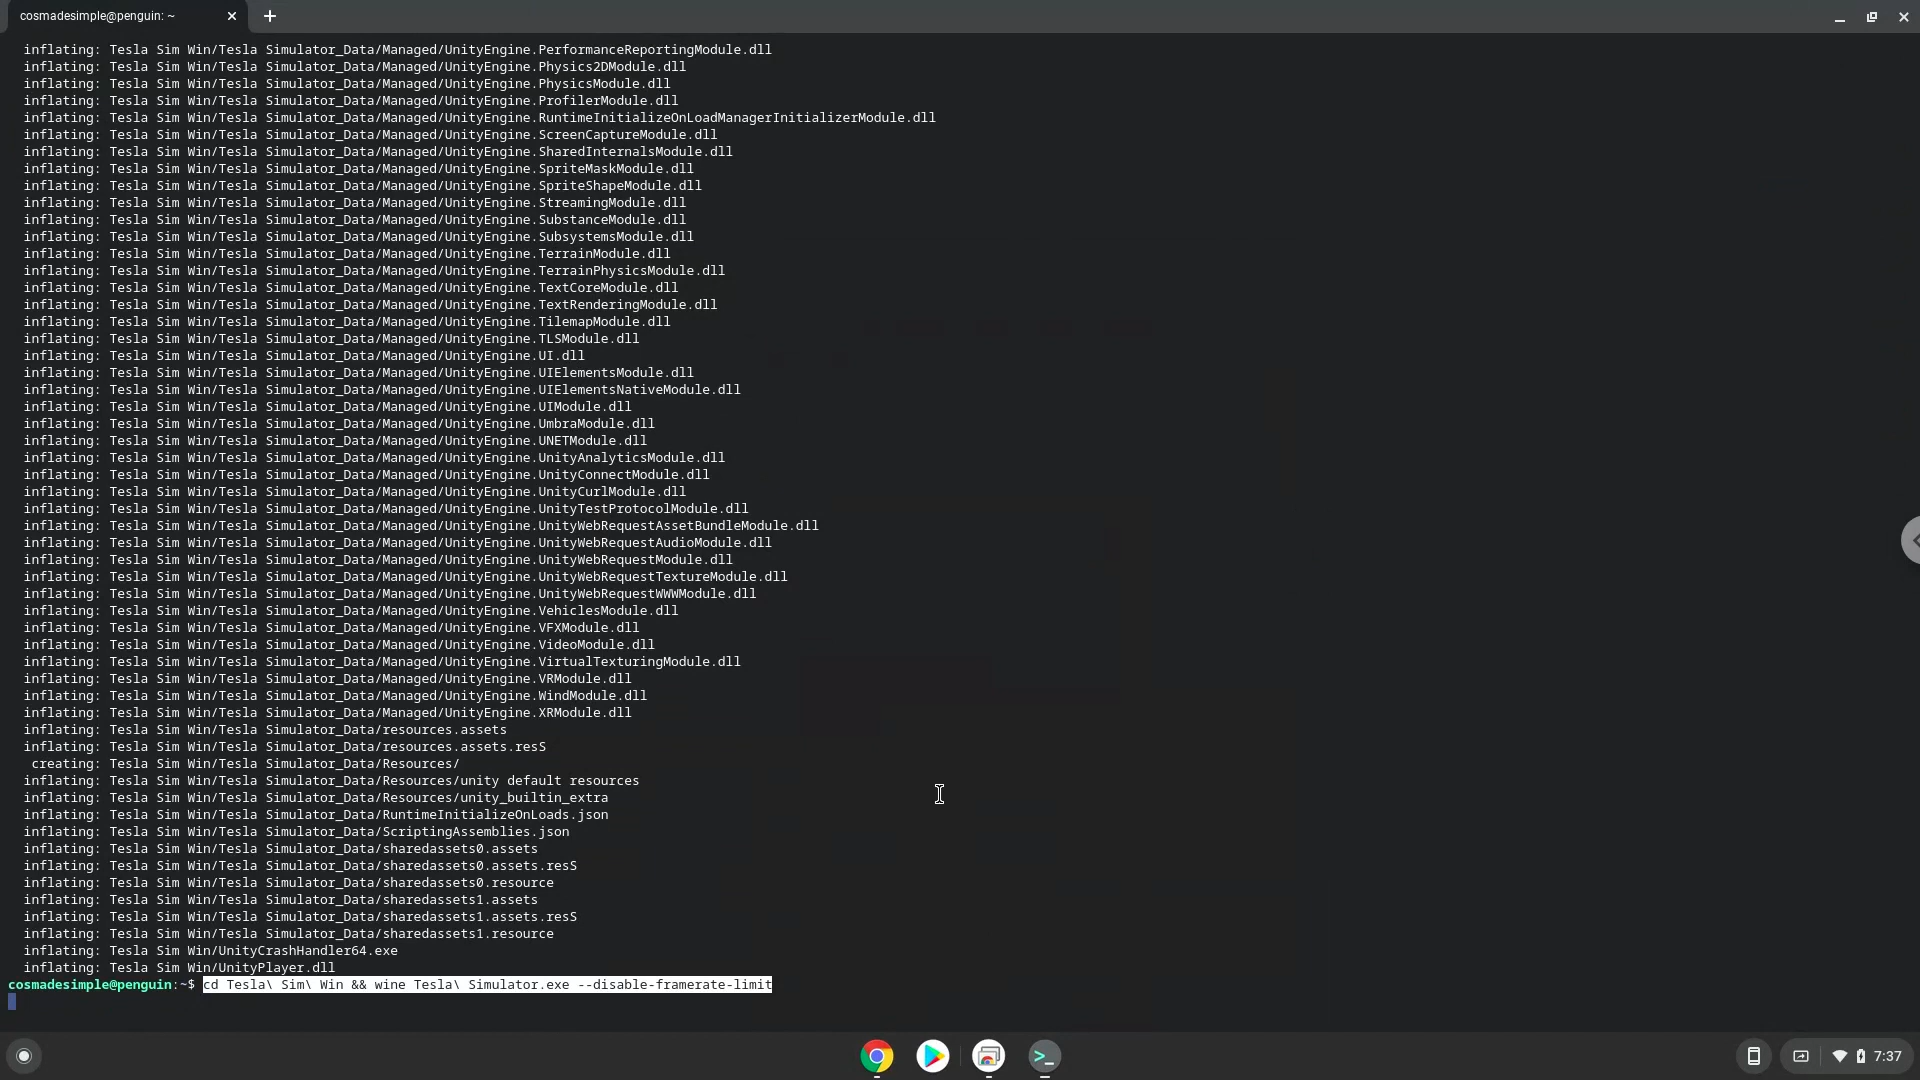 cosmadesimple@penguin: ~
inflating: Tesla Sim Win/Tesla Simulator_Data/Managed/UnityEngine.PerformanceReportingModule.dll
inflating: Tesla Sim Win/Tesla Simulator_Data/Managed/UnityEngine.Physics2DModule.dll
inflating: Tesla Sim Win/Tesla Simulator_Data/Managed/UnityEngine.PhysicsModule.dll
inflating: Tesla Sim Win/Tesla Simulator_Data/Managed/UnityEngine.ProfilerModule.dll
inflating: Tesla Sim Win/Tesla Simulator_Data/Managed/UnityEngine.RuntimeInitializeOnLoadManagerInitializerModule.dll
inflating: Tesla Sim Win/Tesla Simulator_Data/Managed/UnityEngine.ScreenCaptureModule.dll
inflating: Tesla Sim Win/Tesla Simulator_Data/Managed/UnityEngine.SharedInternalsModule.dll
inflating: Tesla Sim Win/Tesla Simulator_Data/Managed/UnityEngine.SpriteMaskModule.dll
inflating: Tesla Sim Win/Tesla Simulator_Data/Managed/UnityEngine.SpriteShapeModule.dll
inflating: Tesla Sim Win/Tesla Simulator_Data/Managed/UnityEngine.StreamingModule.dll
inflating: Tesla Sim Win/Tesla Simulator_Data/Managed/UnityEngine.SubstanceModule.dll
inflating: Tesla Sim Win/Tesla Simulator_Data/Managed/UnityEngine.SubsystemsModule.dll
inflating: Tesla Sim Win/Tesla Simulator_Data/Managed/UnityEngine.TerrainModule.dll
inflating: Tesla Sim Win/Tesla Simulator_Data/Managed/UnityEngine.TerrainPhysicsModule.dll
inflating: Tesla Sim Win/Tesla Simulator_Data/Managed/UnityEngine.TextCoreModule.dll
inflating: Tesla Sim Win/Tesla Simulator_Data/Managed/UnityEngine.TextRenderingModule.dll
inflating: Tesla Sim Win/Tesla Simulator_Data/Managed/UnityEngine.TilemapModule.dll
inflating: Tesla Sim Win/Tesla Simulator_Data/Managed/UnityEngine.TLSModule.dll
inflating: Tesla Sim Win/Tesla Simulator_Data/Managed/UnityEngine.UI.dll
inflating: Tesla Sim Win/Tesla Simulator_Data/Managed/UnityEngine.UIElementsModule.dll
inflating: Tesla Sim Win/Tesla Simulator_Data/Managed/UnityEngine.UIElementsNativeModule.dll
inflating: Tesla Sim Win/Tesla Simulator_Data/Managed/UnityEngine.UIModule.dll
inflating: Tesla Sim Win/Tesla Simulator_Data/Managed/UnityEngine.UmbraModule.dll
inflating: Tesla Sim Win/Tesla Simulator_Data/Managed/UnityEngine.UNETModule.dll
inflating: Tesla Sim Win/Tesla Simulator_Data/Managed/UnityEngine.UnityAnalyticsModule.dll
inflating: Tesla Sim Win/Tesla Simulator_Data/Managed/UnityEngine.UnityConnectModule.dll
inflating: Tesla Sim Win/Tesla Simulator_Data/Managed/UnityEngine.UnityCurlModule.dll
inflating: Tesla Sim Win/Tesla Simulator_Data/Managed/UnityEngine.UnityTestProtocolModule.dll
inflating: Tesla Sim Win/Tesla Simulator_Data/Managed/UnityEngine.UnityWebRequestAssetBundleModule.dll
inflating: Tesla Sim Win/Tesla Simulator_Data/Managed/UnityEngine.UnityWebRequestAudioModule.dll
inflating: Tesla Sim Win/Tesla Simulator_Data/Managed/UnityEngine.UnityWebRequestModule.dll
inflating: Tesla Sim Win/Tesla Simulator_Data/Managed/UnityEngine.UnityWebRequestTextureModule.dll
inflating: Tesla Sim Win/Tesla Simulator_Data/Managed/UnityEngine.UnityWebRequestWWWModule.dll
inflating: Tesla Sim Win/Tesla Simulator_Data/Managed/UnityEngine.VehiclesModule.dll
inflating: Tesla Sim Win/Tesla Simulator_Data/Managed/UnityEngine.VFXModule.dll
inflating: Tesla Sim Win/Tesla Simulator_Data/Managed/UnityEngine.VideoModule.dll
inflating: Tesla Sim Win/Tesla Simulator_Data/Managed/UnityEngine.VirtualTexturingModule.dll
inflating: Tesla Sim Win/Tesla Simulator_Data/Managed/UnityEngine.VRModule.dll
inflating: Tesla Sim Win/Tesla Simulator_Data/Managed/UnityEngine.WindModule.dll
inflating: Tesla Sim Win/Tesla Simulator_Data/Managed/UnityEngine.XRModule.dll
inflating: Tesla Sim Win/Tesla Simulator_Data/resources.assets
inflating: Tesla Sim Win/Tesla Simulator_Data/resources.assets.resS
creating: Tesla Sim Win/Tesla Simulator_Data/Resources/
inflating: Tesla Sim Win/Tesla Simulator_Data/Resources/unity default resources
inflating: Tesla Sim Win/Tesla Simulator_Data/Resources/unity_builtin_extra
inflating: Tesla Sim Win/Tesla Simulator_Data/RuntimeInitializeOnLoads.json
inflating: Tesla Sim Win/Tesla Simulator_Data/ScriptingAssemblies.json
inflating: Tesla Sim Win/Tesla Simulator_Data/sharedassets0.assets
inflating: Tesla Sim Win/Tesla Simulator_Data/sharedassets0.assets.resS
inflating: Tesla Sim Win/Tesla Simulator_Data/sharedassets0.resource
inflating: Tesla Sim Win/Tesla Simulator_Data/sharedassets1.assets
inflating: Tesla Sim Win/Tesla Simulator_Data/sharedassets1.assets.resS
inflating: Tesla Sim Win/Tesla Simulator_Data/sharedassets1.resource
inflating: Tesla Sim Win/UnityCrashHandler64.exe
inflating: Tesla Sim Win/UnityPlayer.dll
cosmadesimple@penguin:~$ cd Tesla\ Sim\ Win && wine Tesla\ Simulator.exe --disable-framerate-limit
7:37